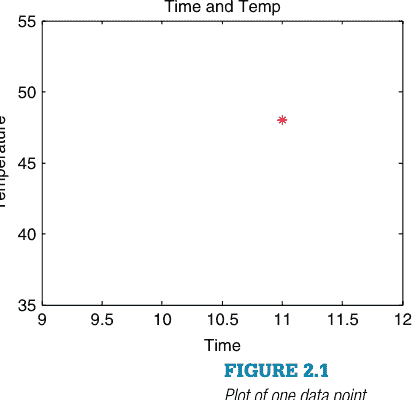 Time and Temp
55
50
45
40
35
Temperature
9 9.5 10 10.5 11 11.5 12
Time
FIGURE 2.1
Plot of one data point